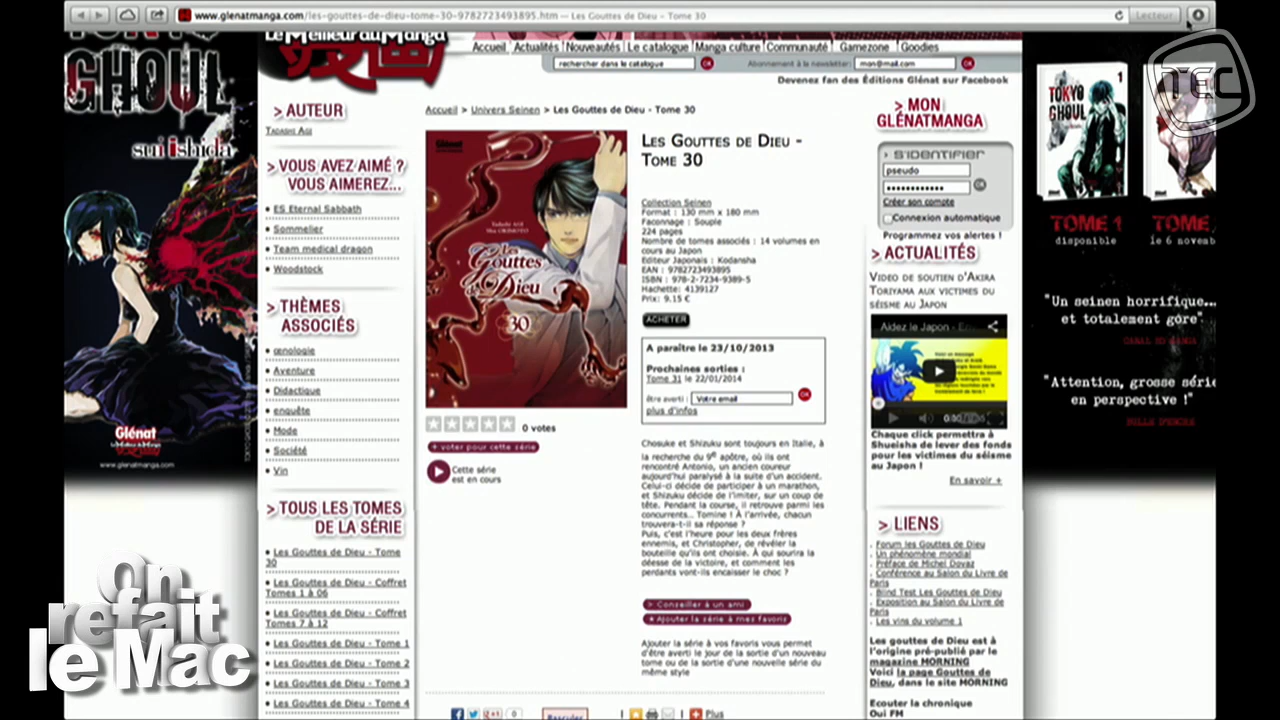 www.glenatmanga.com/les-gouttes-de-dieu-tome-30-9782723493895.htm — Les Gouttes de Dieu - Tome 30
Lecteur
TEC
TOKYO
GHOUL
sui ishida
Glénat
www.glenatmanga.com
Le Meilleur du Manga
Accueil Actualités Nouveautés Le catalogue Manga culture Communauté Gamezone Goodies
rechercher dans le catalogue OK Abonnement à la newsletter: mon@mail.com OK
Devenez fan des Éditions Glénat sur Facebook
> AUTEUR
Tadashi Agi
> VOUS AVEZ AIMÉ ?
VOUS AIMEREZ...
ES Eternal Sabbath
Sommelier
Team medical dragon
Woodstock
> THÈMES
ASSOCIÉS
œnologie
Aventure
Didactique
enquête
Mode
Société
Vin
> TOUS LES TOMES
DE LA SÉRIE
Les Gouttes de Dieu - Tome
30
Les Gouttes de Dieu - Coffret
Tomes 1 à 06
Les Gouttes de Dieu - Coffret
Tomes 7 à 12
Les Gouttes de Dieu - Tome 1
Les Gouttes de Dieu - Tome 2
Les Gouttes de Dieu - Tome 3
Les Gouttes de Dieu - Tome 4
Accueil > Univers Seinen > Les Gouttes de Dieu - Tome 30
Glénat
Tadashi AGI
Shu OKIMOTO
Les
Gouttes
de Dieu
30
0 votes
+ voter pour cette série
Cette série
est en cours
Les Gouttes de Dieu -
Tome 30
Collection Seinen
Format : 130 mm x 180 mm
Faconnage : Souple
224 pages
Nombre de tomes associés : 14 volumes en
cours au Japon
Editeur Japonais : Kodansha
EAN : 9782723493895
ISBN : 978-2-7234-9389-5
Hachette: 4139127
Prix: 9.15 €
ACHETER
A paraître le 23/10/2013
Prochaines sorties :
Tome 31 le 22/01/2014
être averti : Votre email OK
plus d'infos
Chosuke et Shizuku sont toujours en Italie, à
la recherche du 9e apôtre, où ils ont
rencontré Antonio, un ancien coureur
aujourd'hui paralysé à la suite d'un accident.
Celui-ci décide de participer à un marathon,
et Shizuku décide de l'imiter, sur un coup de
tête. Pendant la course, il retrouve parmi les
concurrents... Tomine ! À l'arrivée, chacun
trouvera-t-il sa réponse ?
Puis, c'est l'heure pour les deux frères
ennemis, et Christopher, de révéler la
bouteille qu'ils ont choisie. À qui sourira la
déesse de la victoire, et comment les
perdants vont-ils encaisser le choc ?
> Conseiller à un ami
Ajouter la série à mes favoris
Ajouter la série à vos favoris vous permet
d'être averti le jour de la sortie d'un nouveau
tome ou de la sortie d'une nouvelle série du
même style
0
Basculer
Plus
> MON
GLÉNATMANGA
> S'IDENTIFIER
pseudo
OK
Créer son compte
Connexion automatique
Programmez vos alertes !
> ACTUALITÉS
Video de soutien d'Akira
Toriyama aux victimes du
séisme au Japon
Aidez le Japon - En
Chaque click permettra à
Shueisha de lever des fonds
pour les victimes du séisme
au Japon !
En savoir +
> LIENS
Forum les Gouttes de Dieu
Un phénomène mondial
Préface de Michel Dovaz
Conférence au Salon du Livre de
Paris
Blind Test Les Gouttes de Dieu
Exposition au Salon du Livre de
Paris
Les vins du volume 1
Les gouttes de Dieu est à
l'origine pré-publié par le
magazine MORNING
Voici la page Gouttes de
Dieu, dans le site MORNING
Ecouter la chronique
Oui FM
TOKYO
GHOUL
1
TOME 1
disponible
le 6 novemb
"Un seinen horrifique...
et totalement góre"
CANAL BD MANGA
"Attention, grosse série
en perspective !"
BULLE D'ENCRE
On
refait
le Mac